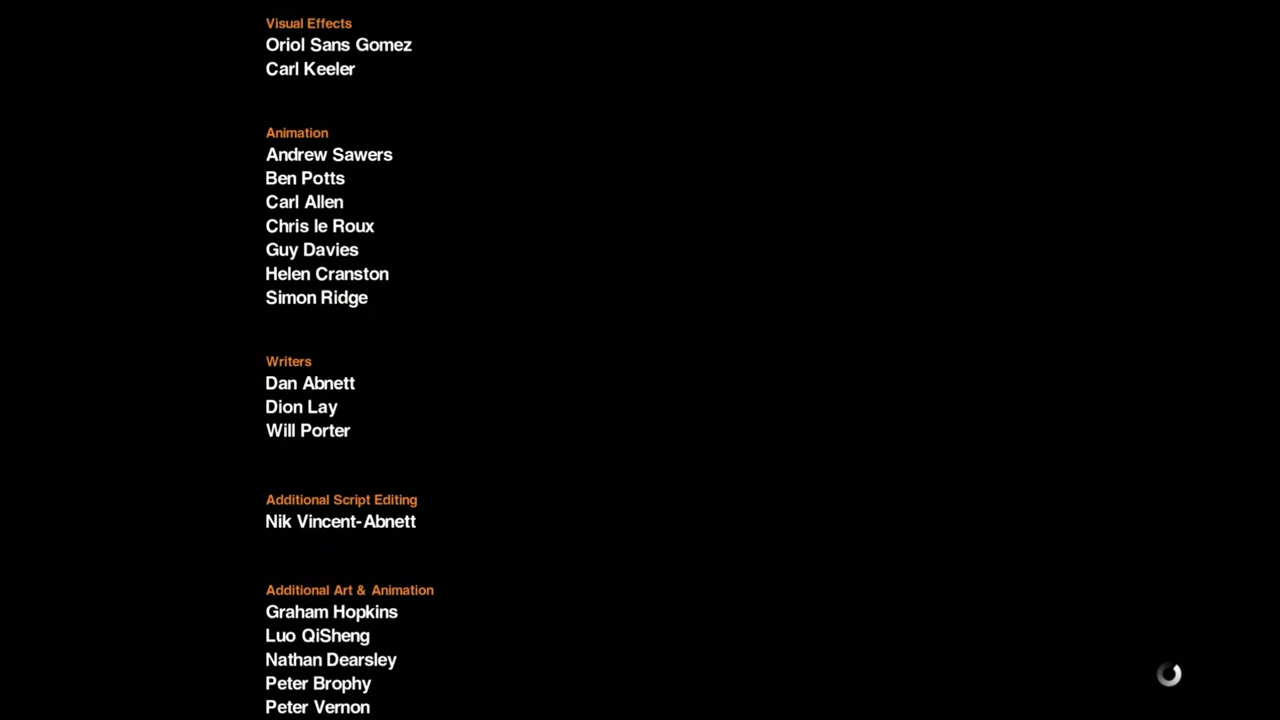 Visual Effects
Oriol Sans Gomez
Carl Keeler
Animation
Andrew Sawers
Ben Potts
Carl Allen
Chris le Roux
Guy Davies
Helen Cranston
Simon Ridge
Writers
Dan Abnett
Dion Lay
Will Porter
Additional Script Editing
Nik Vincent-Abnett
Additional Art & Animation
Graham Hopkins
Luo QiSheng
Nathan Dearsley
Peter Brophy
Peter Vernon